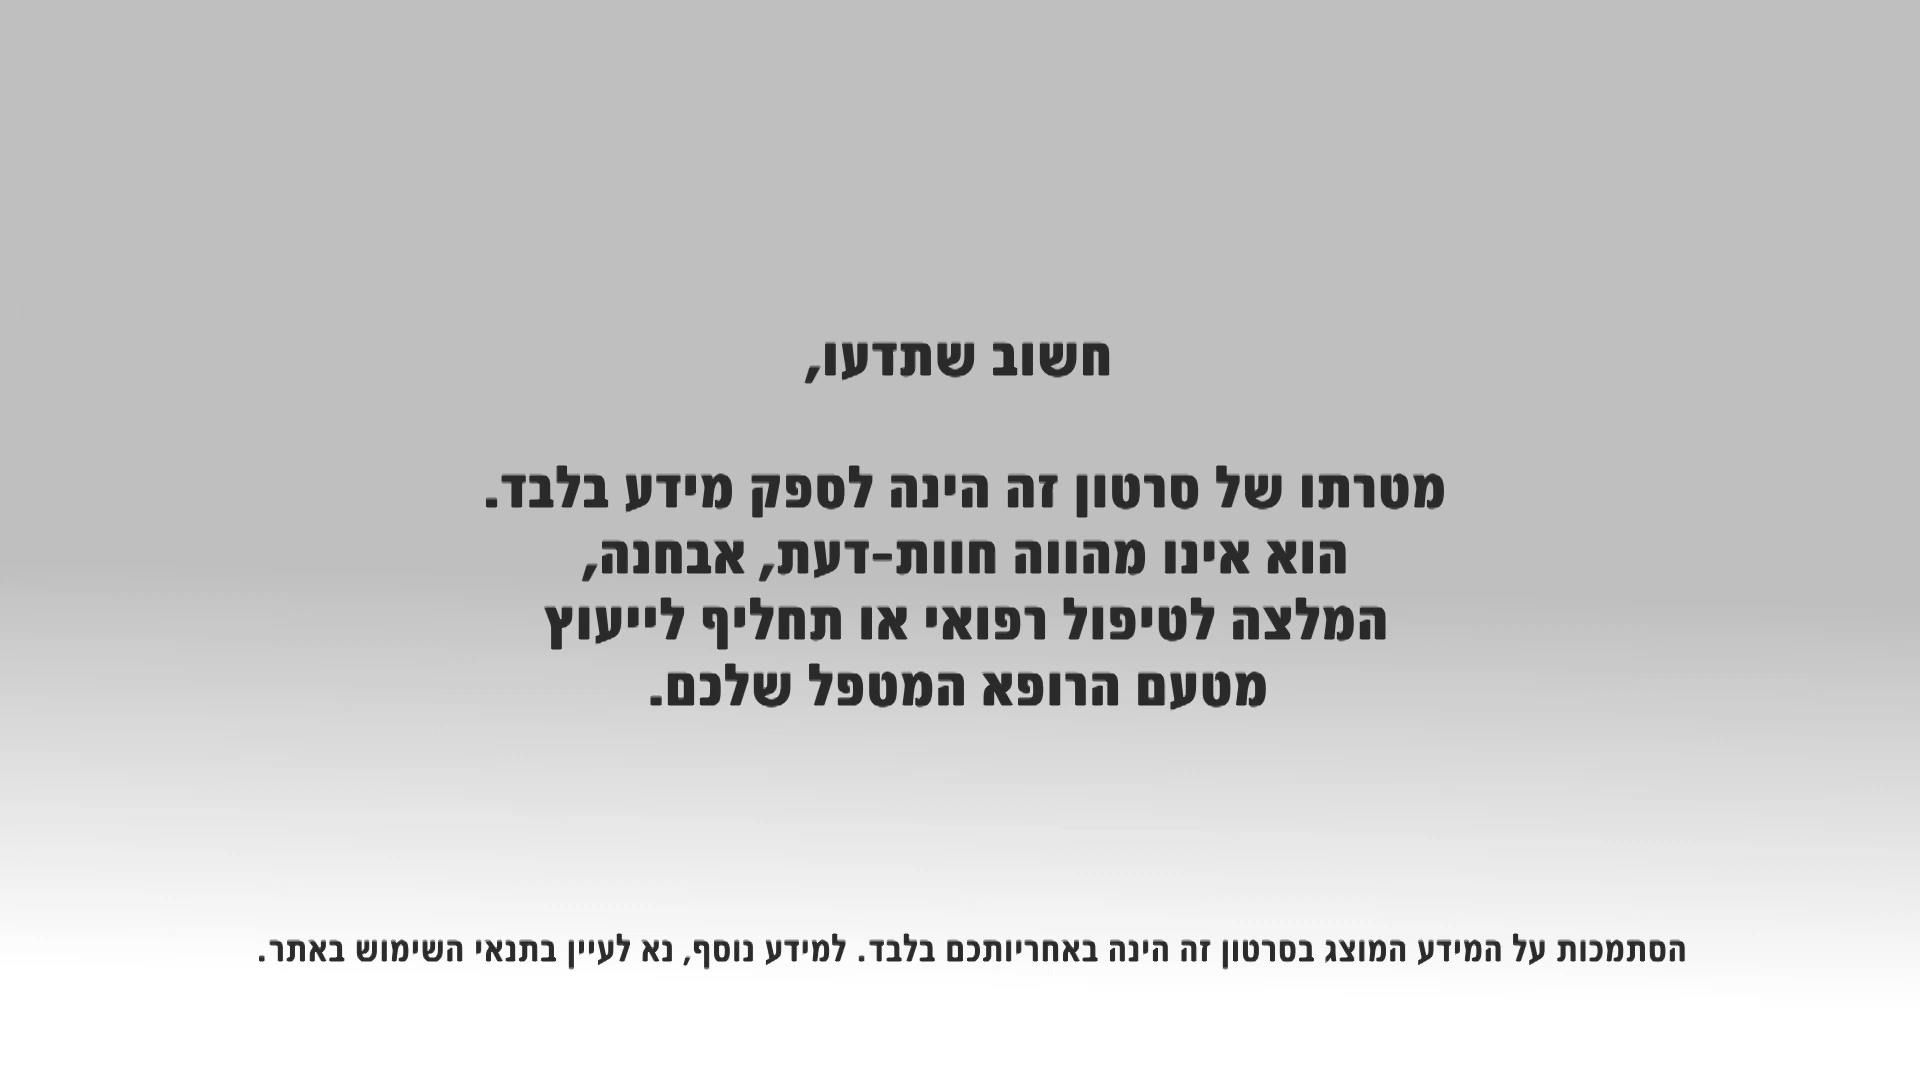 חשוב שתדעו,
מטרתו של סרטון זה הינה לספק מידע בלבד.
הוא אינו מהווה חוות-דעת, אבחנה,
המלצה לטיפול רפואי או תחליף לייעוץ
מטעם הרופא המטפל שלכם.
הסתמכות על המידע המוצג בסרטון זה הינה באחריותכם בלבד. למידע נוסף, נא לעיין בתנאי השימוש באתר.